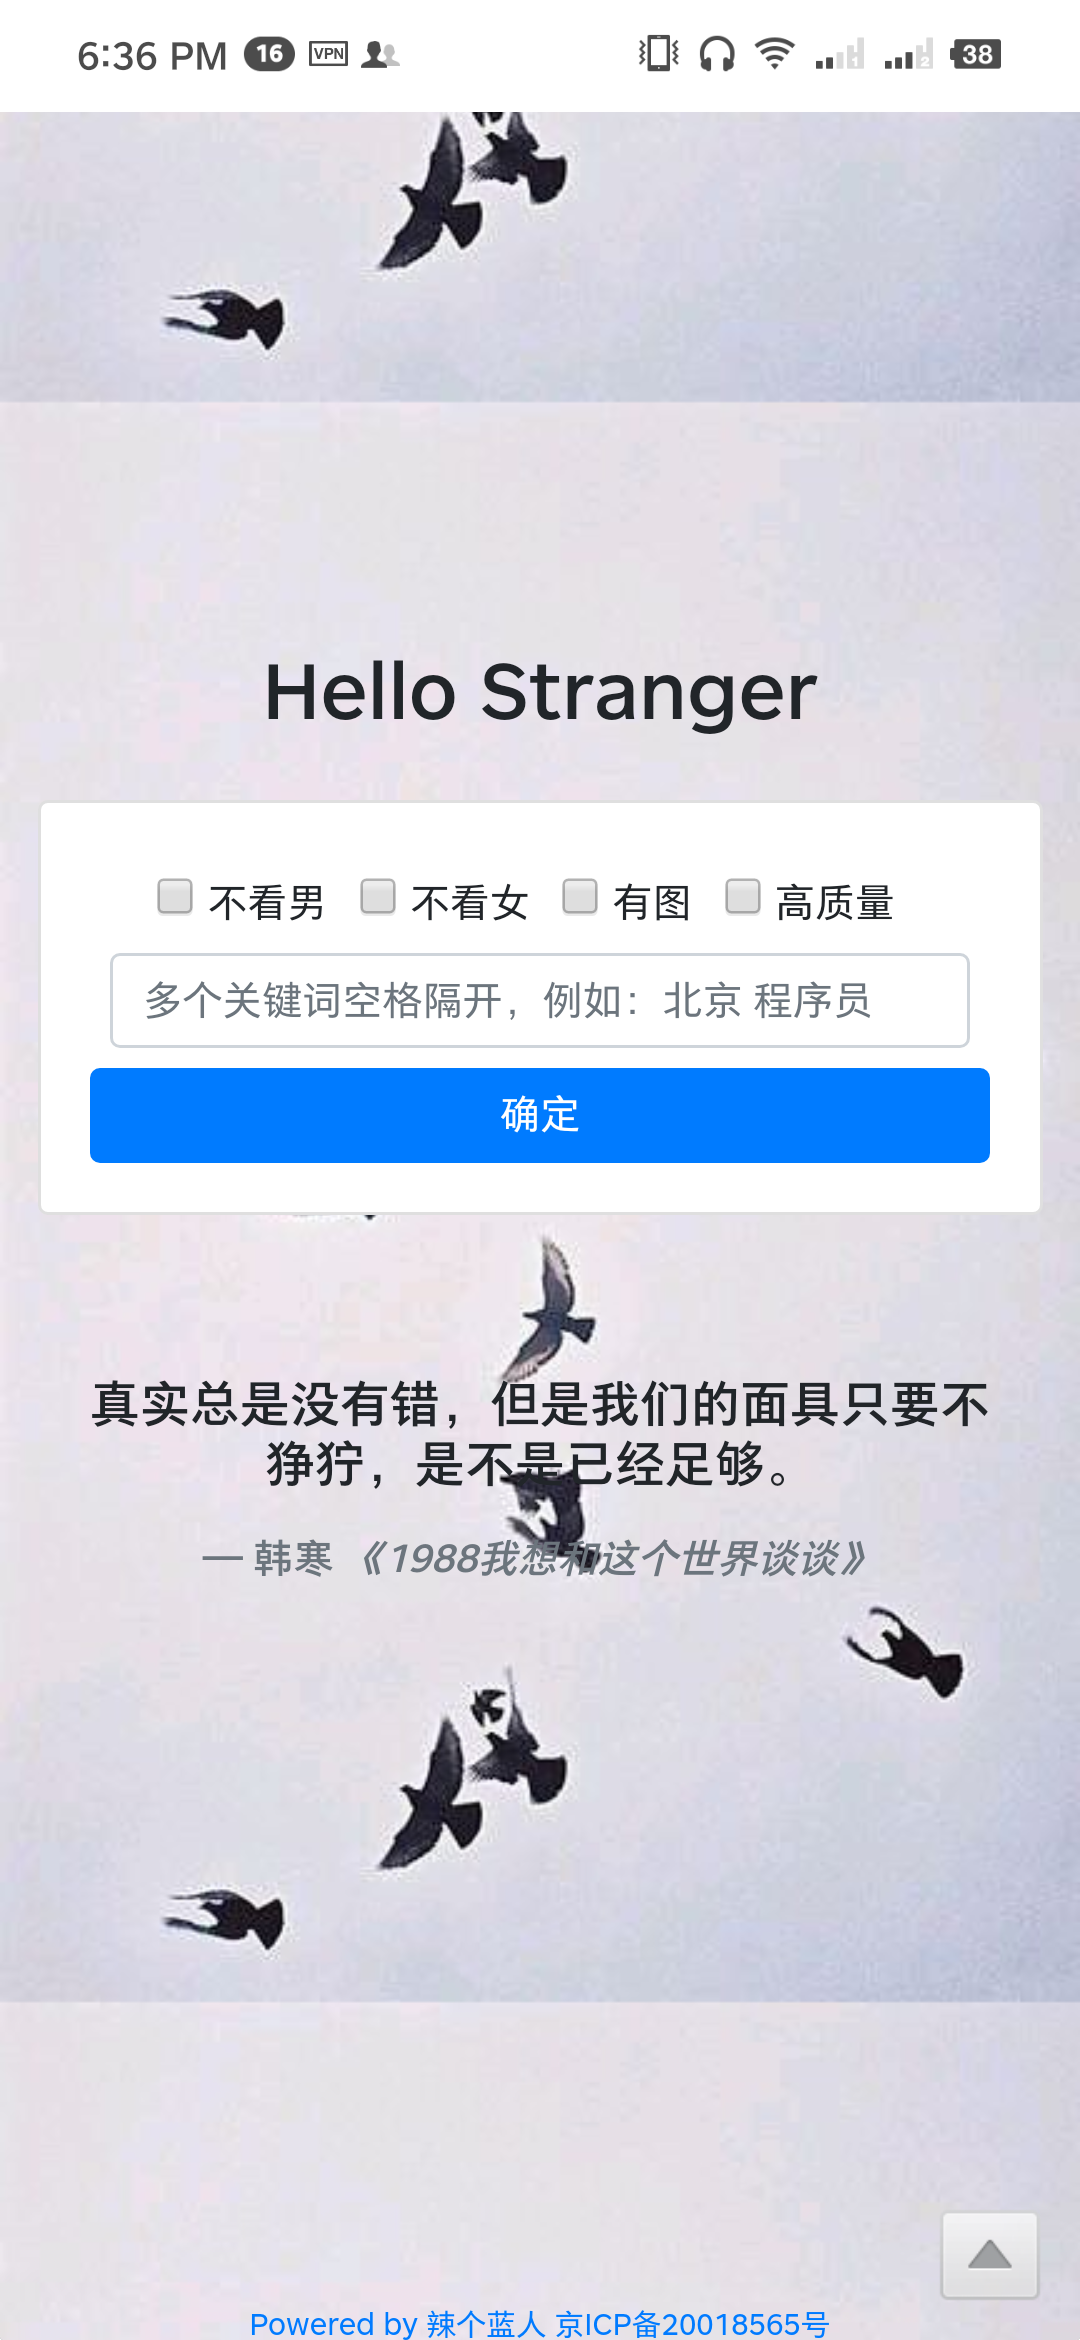 6:36 PM 16 VPN 1 2 38
Hello Stranger
不看男 不看女 有图 高质量
多个关键词空格隔开，例如：北京 程序员
确定
真实总是没有错，但是我们的面具只要不
狰狞，是不是已经足够。
— 韩寒 《1988我想和这个世界谈谈》
Powered by 辣个蓝人 京ICP备20018565号